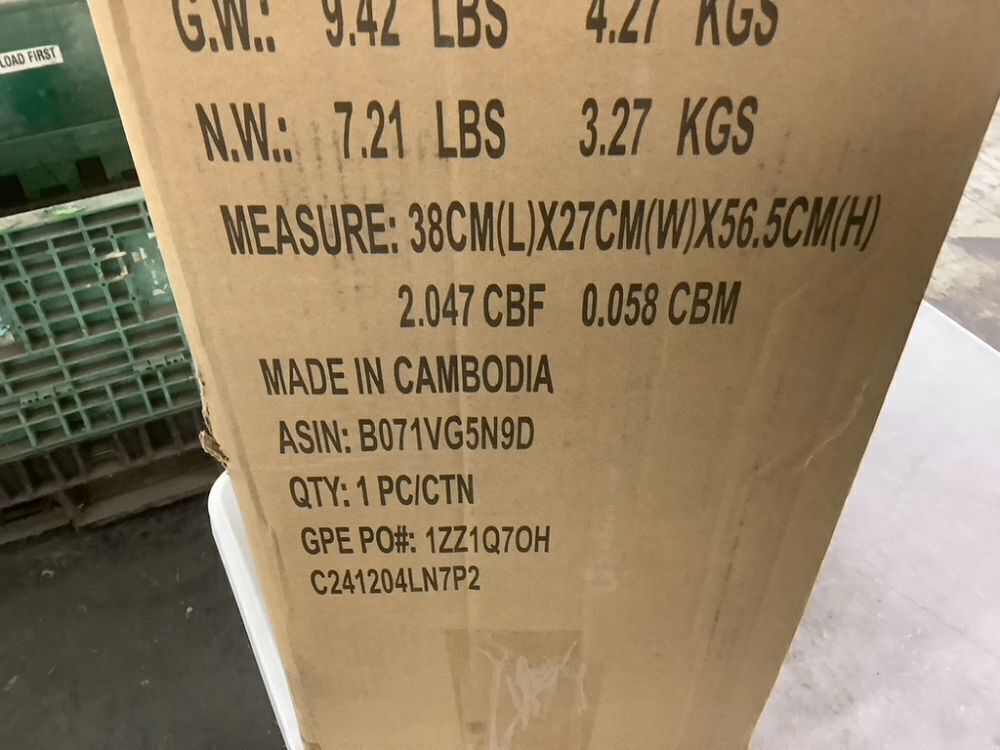 G.W.: 9.42 LBS 4.27 KGS
LOAD FIRST
N.W.: 7.21 LBS 3.27 KGS
MEASURE: 38CM(L)X27CM(W)X56.5CM(H)
2.047 CBF 0.058 CBM
MADE IN CAMBODIA
ASIN: B071VG5N9D
QTY: 1 PC/CTN
GPE PO#: 1ZZ1Q7OH
C241204LN7P2